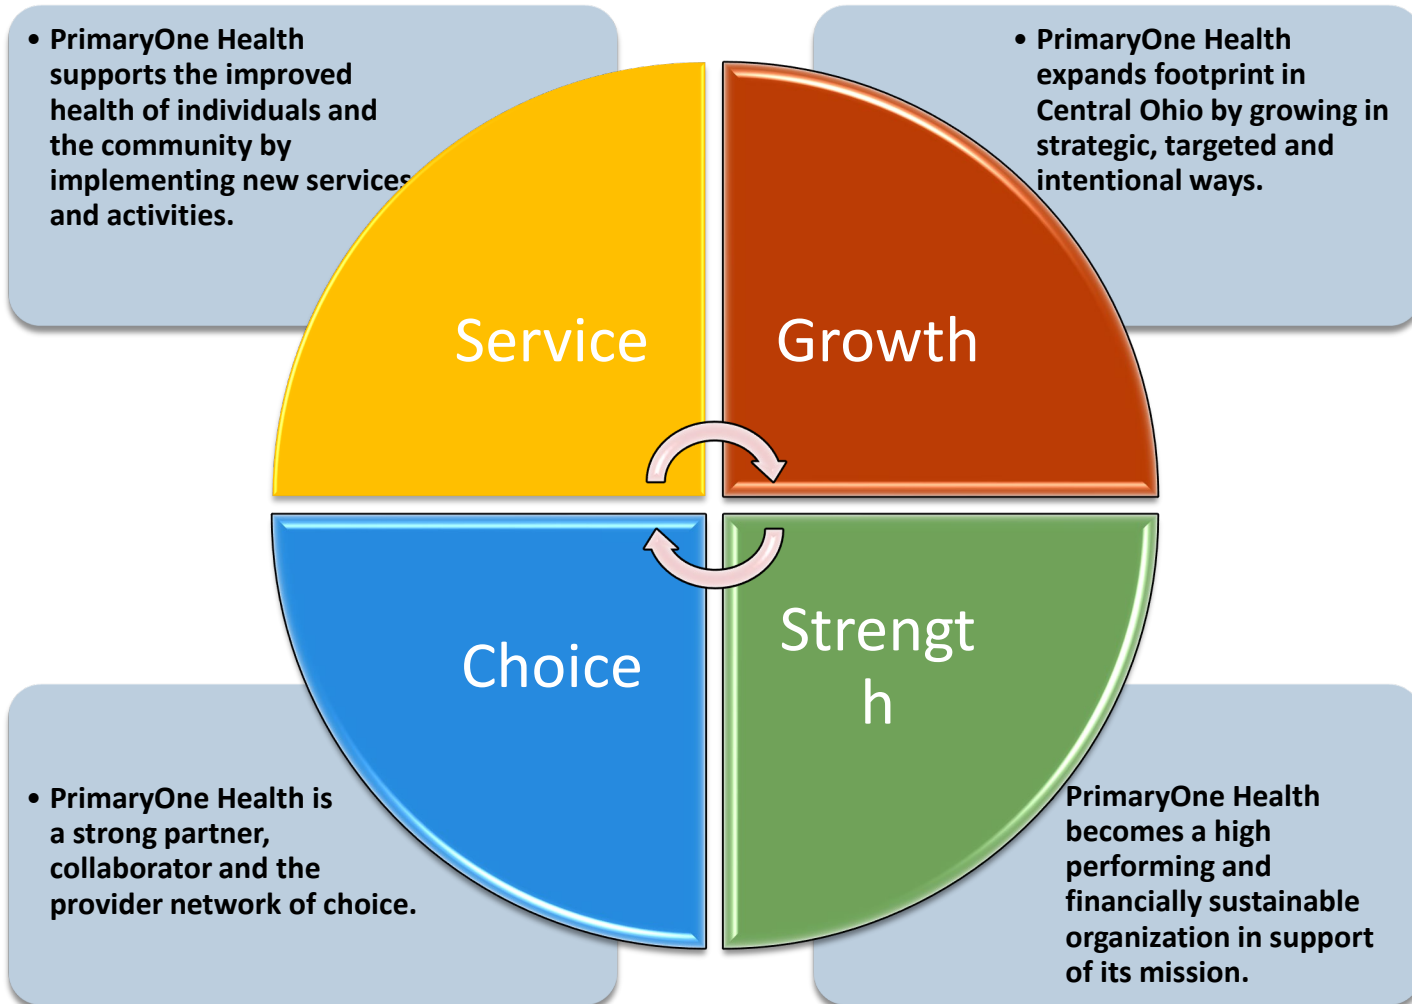 • PrimaryOne Health
supports the improved
health of individuals and
the community by
implementing new services
and activities.
• PrimaryOne Health
expands footprint in
Central Ohio by growing in
strategic, targeted and
intentional ways.
Service
Growth
Choice
Strengt
h
• PrimaryOne Health is
a strong partner,
collaborator and the
provider network of choice.
PrimaryOne Health
becomes a high
performing and
financially sustainable
organization in support
of its mission.